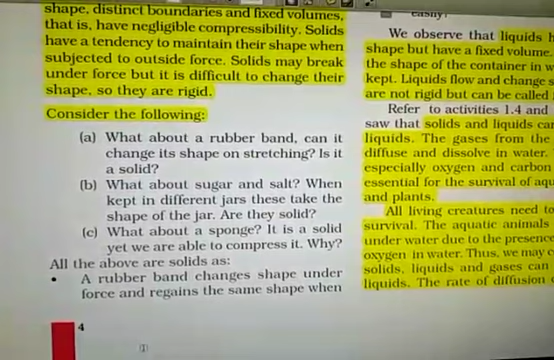 shape, distinct boundaries and fixed volumes,
that is, have negligible compressibility. Solids
have a tendency to maintain their shape when
subjected to outside force. Solids may break
under force but it is difficult to change their
shape, so they are rigid.
Consider the following:
(a) What about a rubber band, can it
change its shape on stretching? Is it
a solid?
(b) What about sugar and salt? When
kept in different jars these take the
shape of the jar. Are they solid?
(c) What about a sponge? It is a solid
yet we are able to compress it. Why?
All the above are solids as:
• A rubber band changes shape under
force and regains the same shape when
4
easily?
We observe that liquids h
shape but have a fixed volume.
the shape of the container in w
kept. Liquids flow and change s
are not rigid but can be called
Refer to activities 1.4 and
saw that solids and liquids can
liquids. The gases from the
diffuse and dissolve in water.
especially oxygen and carbon
essential for the survival of aqu
and plants.
All living creatures need to
survival. The aquatic animals
under water due to the presence
oxygen in water. Thus, we may c
solids, liquids and gases can
liquids. The rate of diffusion